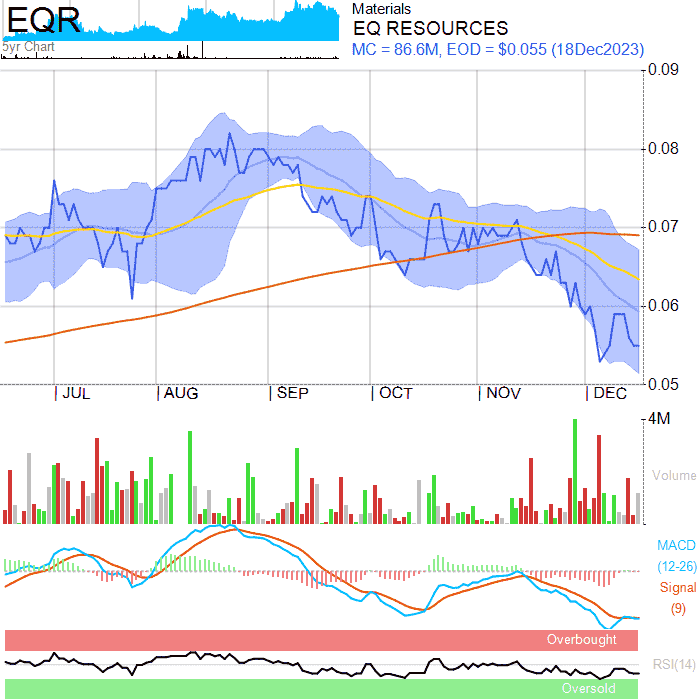 EQR
5yr Chart
Materials
EQ RESOURCES
MC = 86.6M, EOD = $0.055 (18Dec2023)
0.09
0.08
0.07
0.06
0.05
JUL AUG SEP OCT NOV DEC
4M
Volume
MACD
(12-26)
Signal
(9)
Overbought
RSI(14)
Oversold